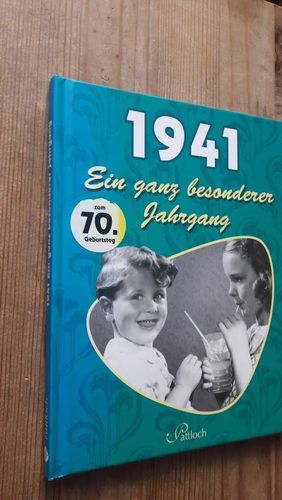 1941
Ein ganz besonderer
Jahrgang
zum
70.
Geburtstag
Pattloch